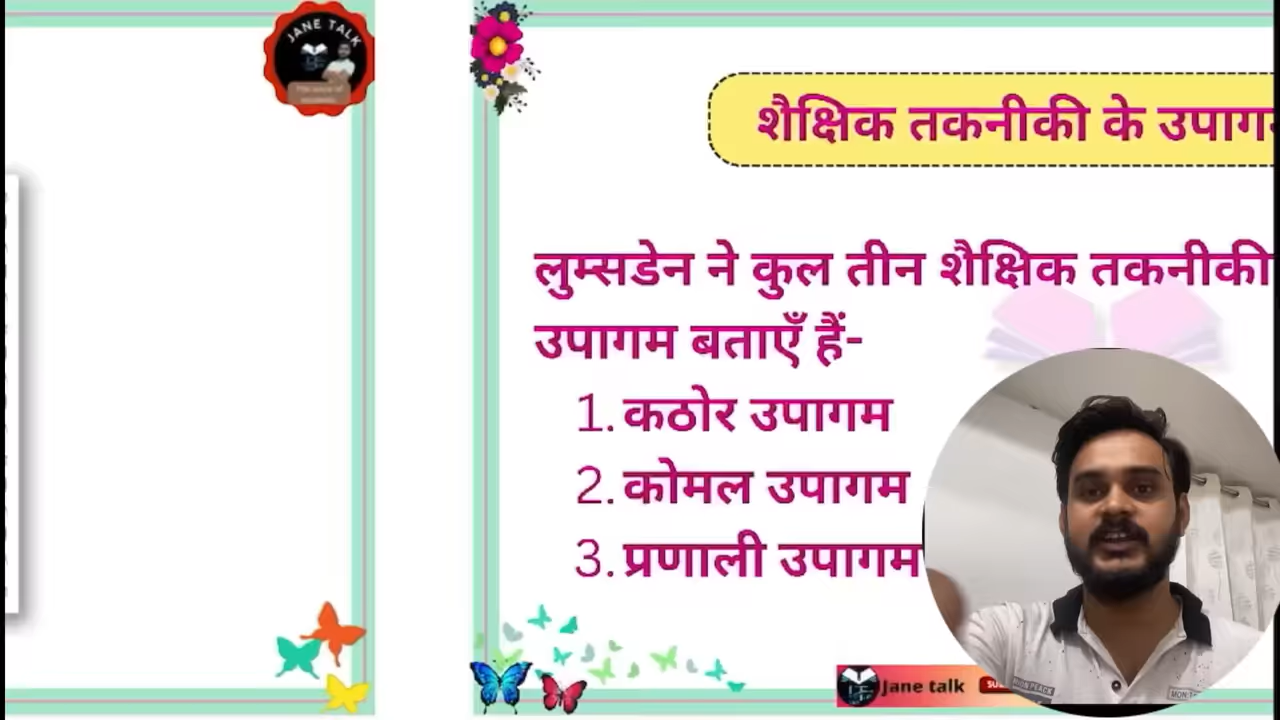 JANE TALK
शैक्षिक तकनीकी के उपाग
लुम्सडेन ने कुल तीन शैक्षिक तकनीकी
उपागम बताएँ हैं-
1. कठोर उपागम
2. कोमल उपागम
3. प्रणाली उपागम
Jane talk